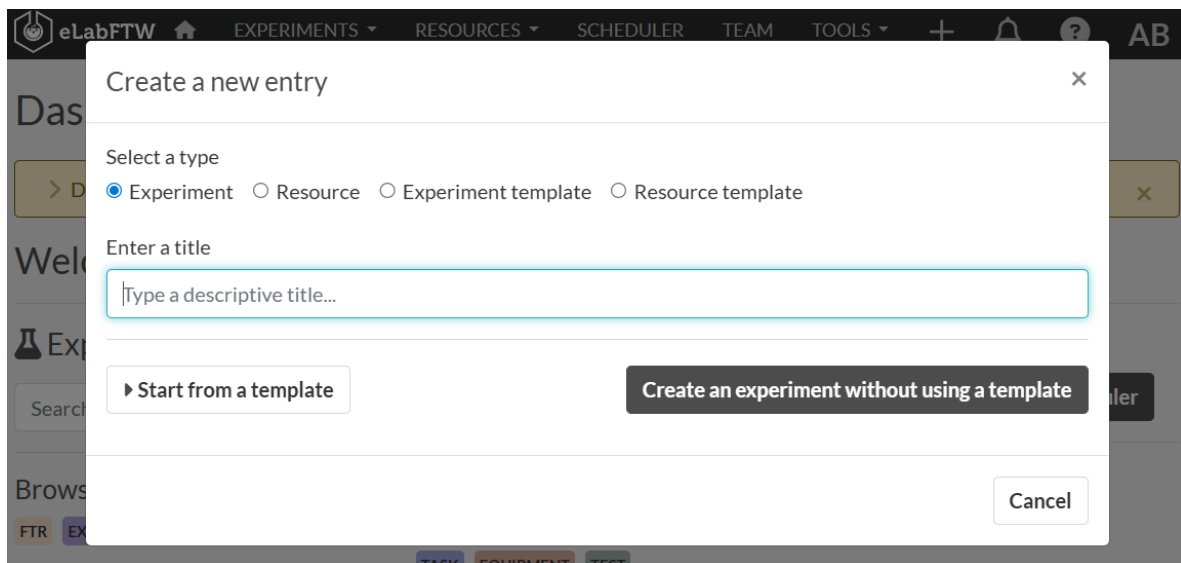 eLabFTW EXPERIMENTS RESOURCES SCHEDULER TEAM TOOLS + ? AB
Create a new entry ×
Select a type
Experiment Resource Experiment template Resource template
×
Enter a title
Type a descriptive title...
Start from a template Create an experiment without using a template
Search
Cancel
FTR
TASK EQUIPMENT TEST